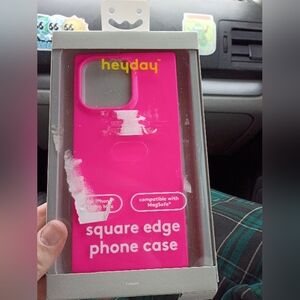 heyday
compatible with
MagSafe
square edge
phone case